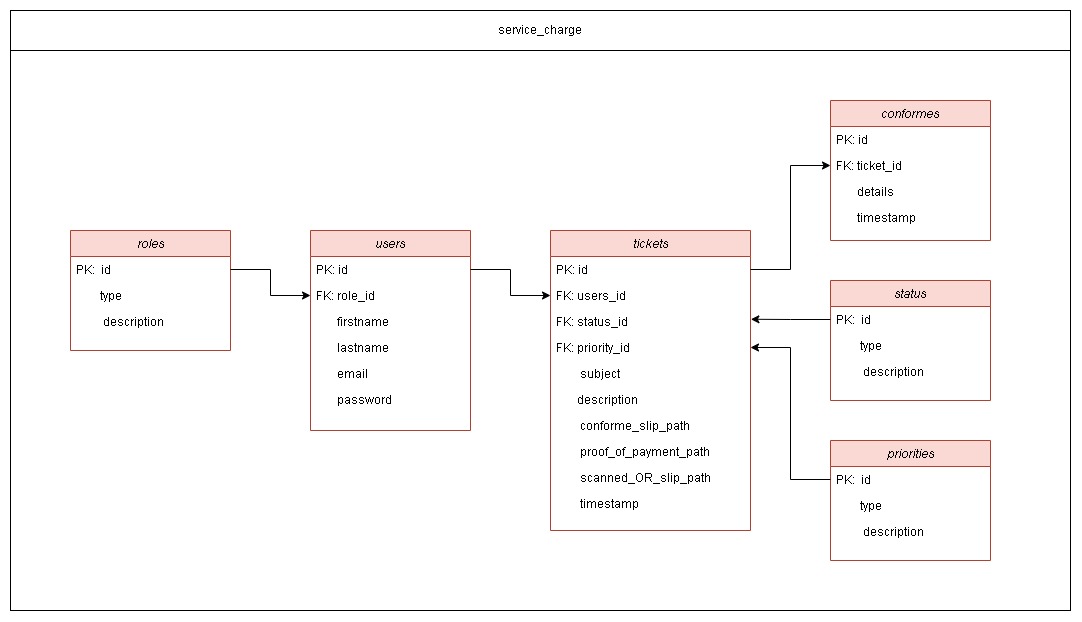 service_charge
roles
PK: id
type
description
users
PK: id
FK: role_id
firstname
lastname
email
password
tickets
PK: id
FK: users_id
FK: status_id
FK: priority_id
subject
description
conforme_slip_path
proof_of_payment_path
scanned_OR_slip_path
timestamp
conformes
PK: id
FK: ticket_id
details
timestamp
status
PK: id
type
description
priorities
PK: id
type
description